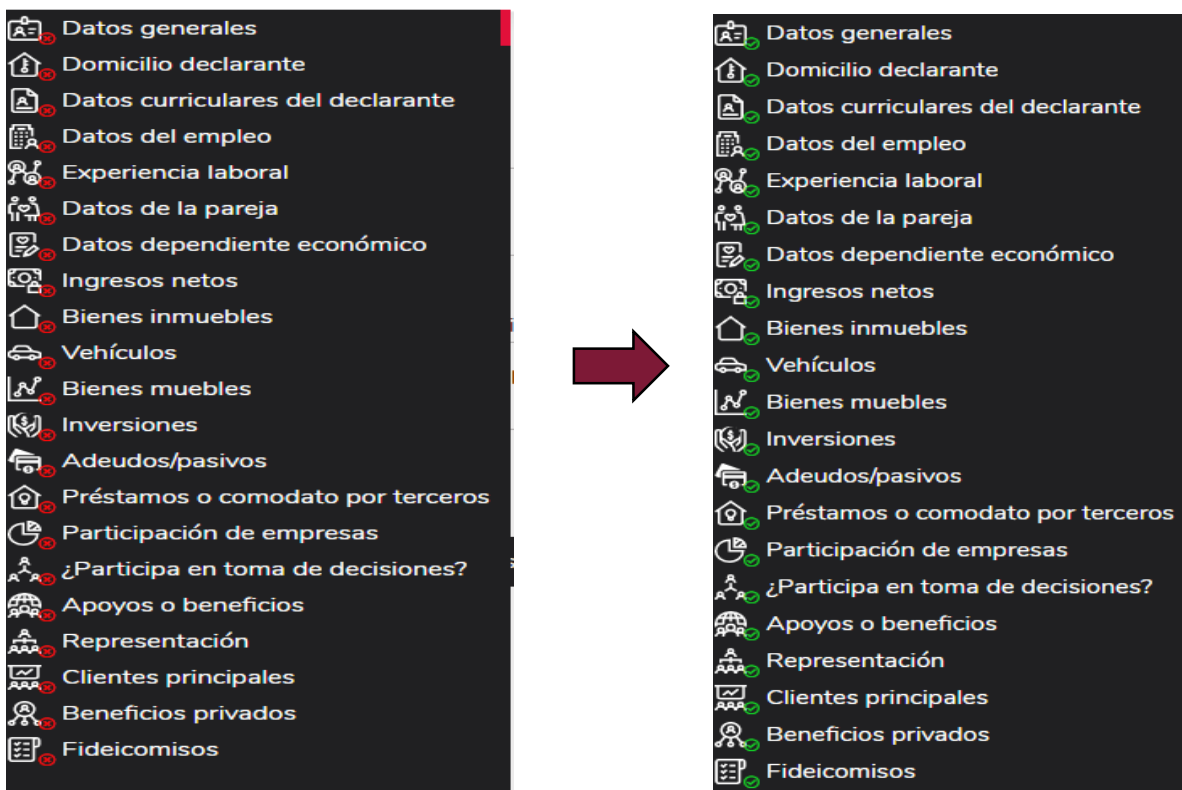 Datos generales
Domicilio declarante
Datos curriculares del declarante
Datos del empleo
Experiencia laboral
Datos de la pareja
Datos dependiente económico
Ingresos netos
Bienes inmuebles
Vehículos
Bienes muebles
Inversiones
Adeudos/pasivos
Préstamos o comodato por terceros
Participación de empresas
¿Participa en toma de decisiones?
Apoyos o beneficios
Representación
Clientes principales
Beneficios privados
Fideicomisos
Datos generales
Domicilio declarante
Datos curriculares del declarante
Datos del empleo
Experiencia laboral
Datos de la pareja
Datos dependiente económico
Ingresos netos
Bienes inmuebles
Vehículos
Bienes muebles
Inversiones
Adeudos/pasivos
Préstamos o comodato por terceros
Participación de empresas
¿Participa en toma de decisiones?
Apoyos o beneficios
Representación
Clientes principales
Beneficios privados
Fideicomisos